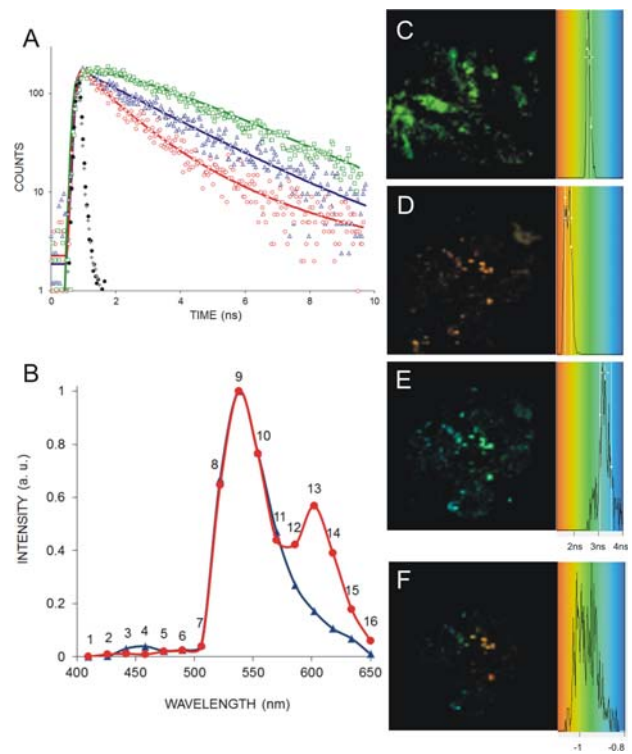 A
COUNTS
100
10
1
0 2 4 6 8 10
TIME (ns)
B
INTENSITY (a. u.)
1
0.8
0.6
0.4
0.2
0
1 2 3 4 5 6 7 8 9 10 11 12 13 14 15 16
400 450 500 550 600 650
WAVELENGTH (nm)
C
D
E
2ns 3ns 4ns
F
-1 -0.8